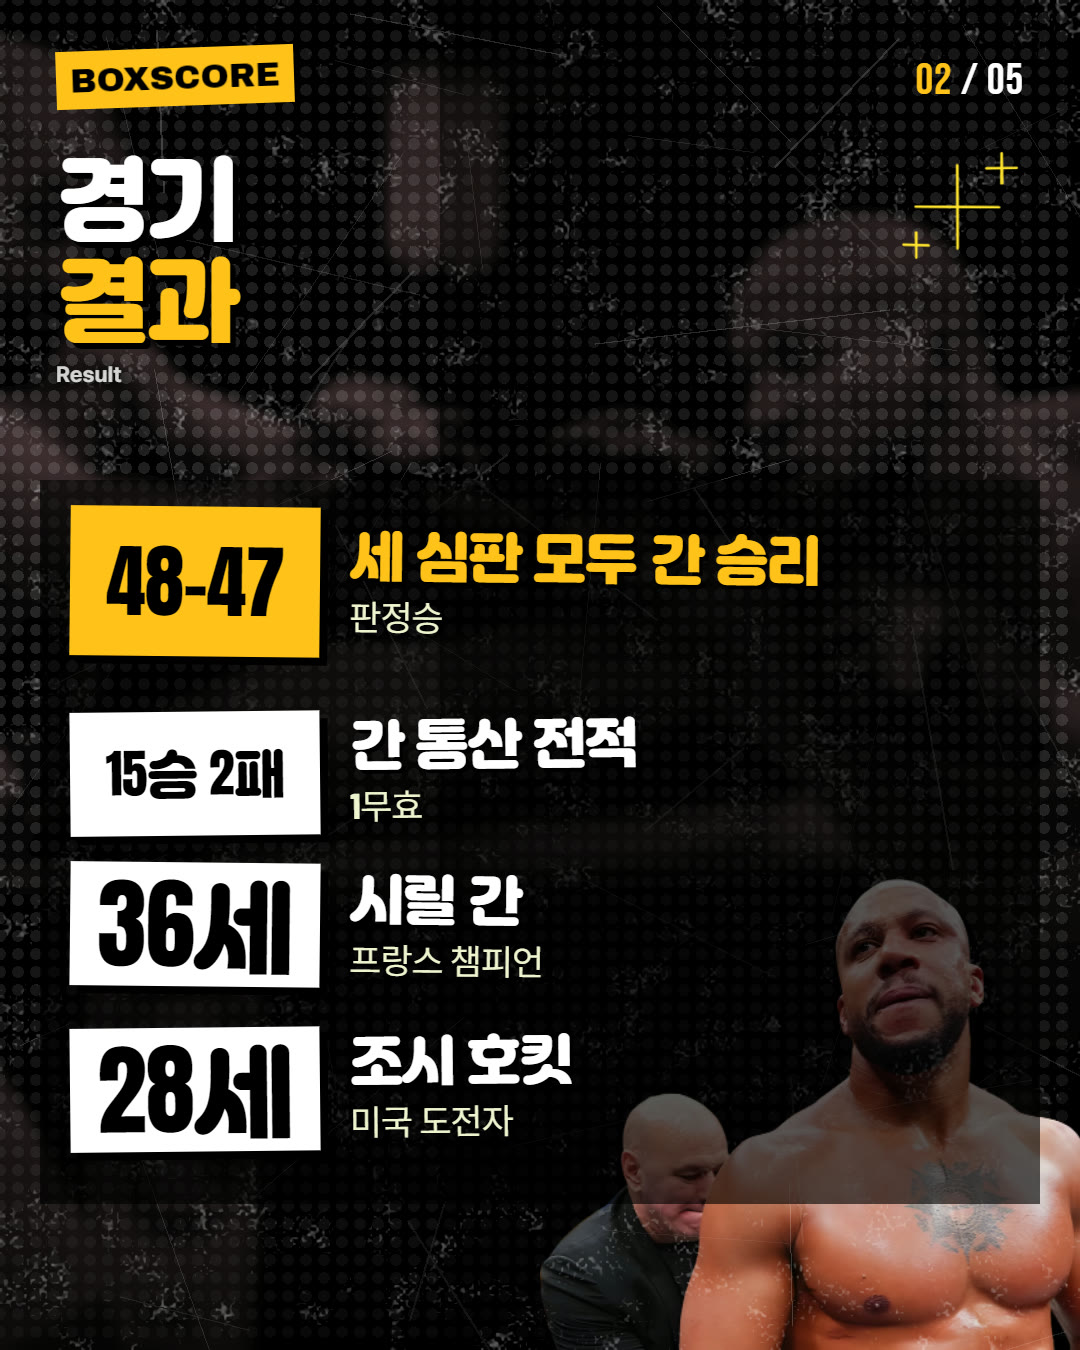 BOXSCORE
02 / 05
경기
결과
Result
48-47
세 심판 모두 간 승리
판정승
15승 2패
간 통산 전적
1무효
36세
시릴 간
프랑스 챔피언
28세
조시 호킷
미국 도전자